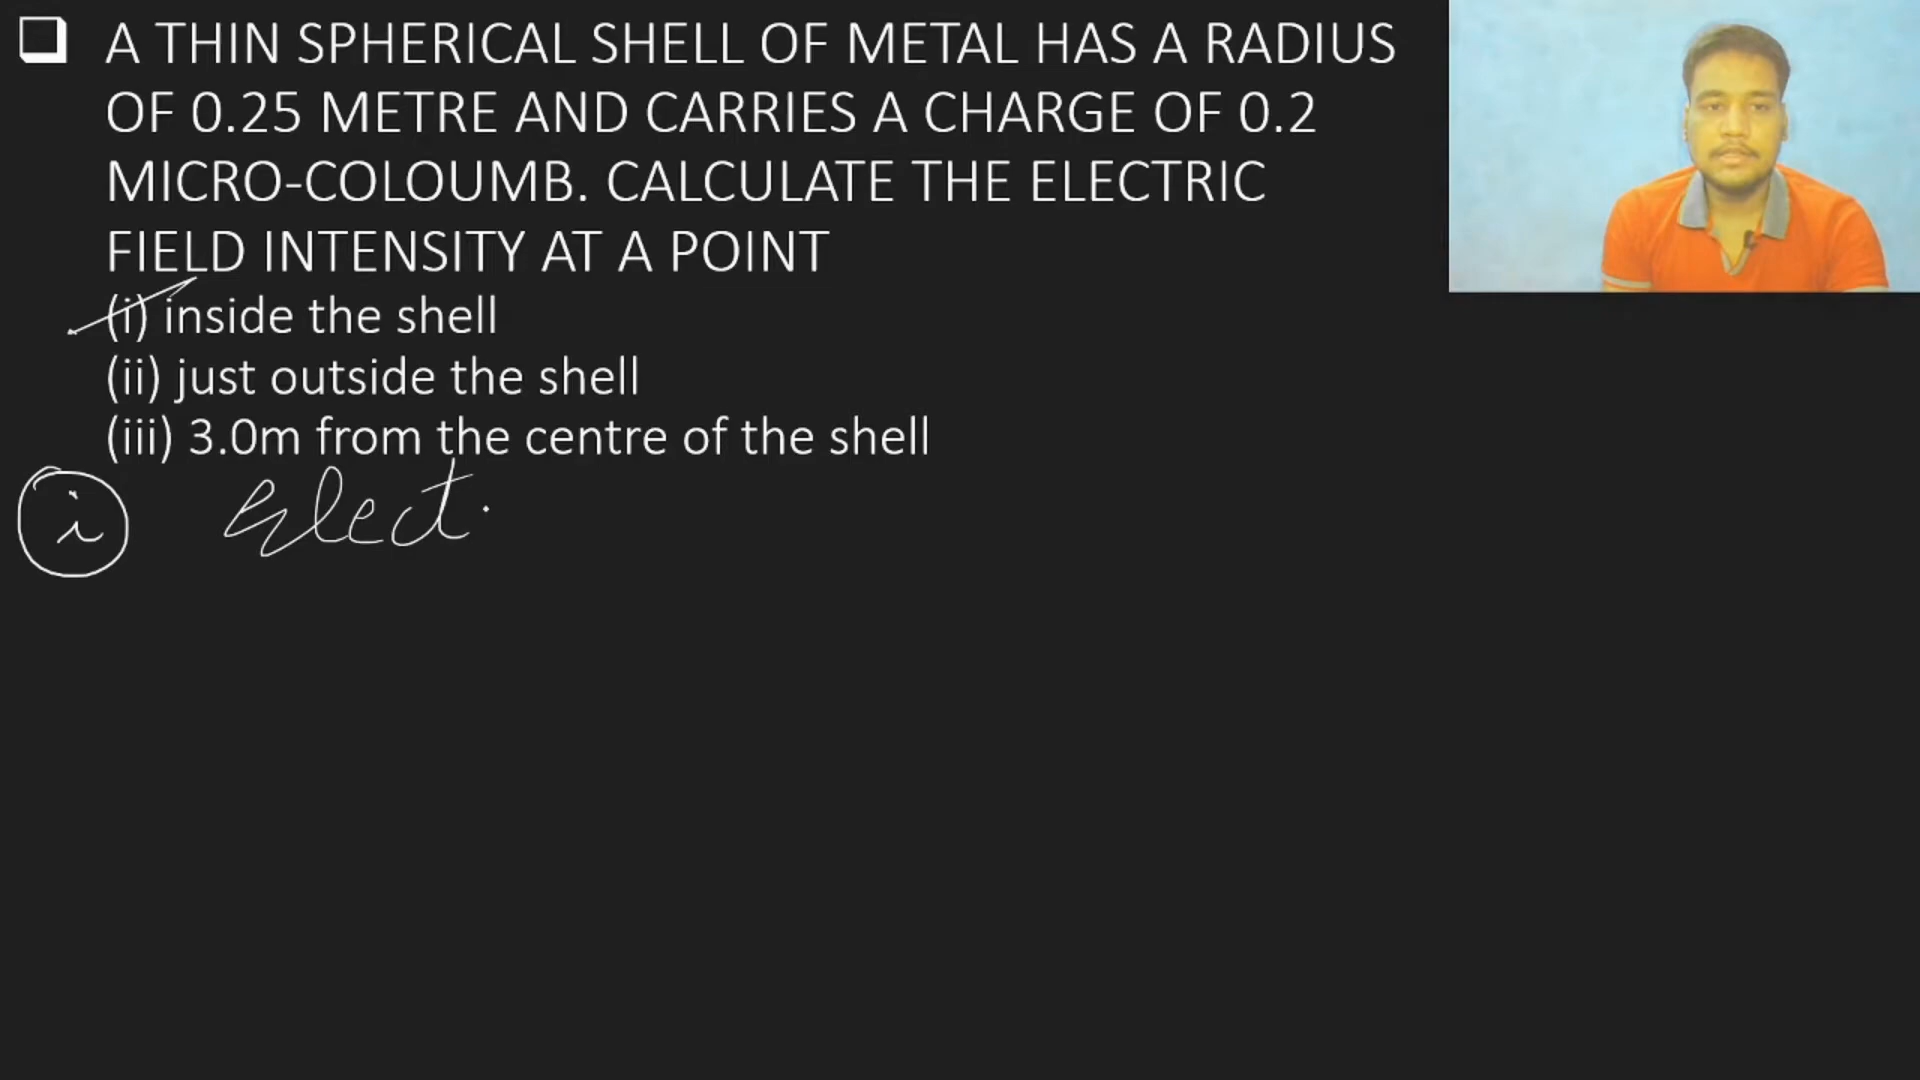 A THIN SPHERICAL SHELL OF METAL HAS A RADIUS
OF 0.25 METRE AND CARRIES A CHARGE OF 0.2
MICRO-COLOUMB. CALCULATE THE ELECTRIC
FIELD INTENSITY AT A POINT
(i) inside the shell
(ii) just outside the shell
(iii) 3.0m from the centre of the shell
i Elect.